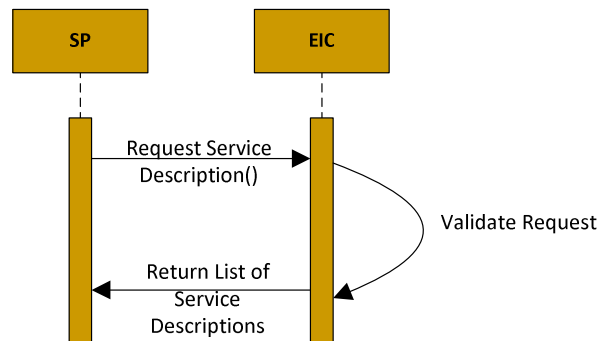 SP
EIC
Request Service
Description()
Validate Request
Return List of
Service
Descriptions